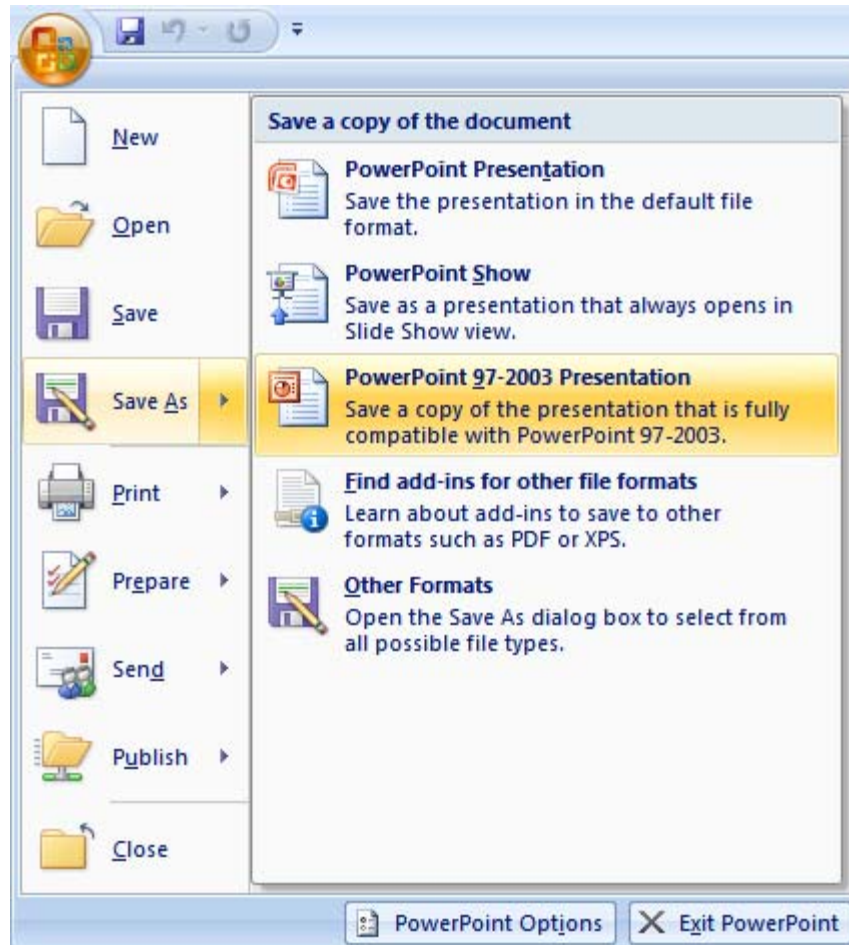 New
Open
Save
Save As
Print
Prepare
Send
Publish
Close
Save a copy of the document
PowerPoint Presentation
Save the presentation in the default file
format.
PowerPoint Show
Save as a presentation that always opens in
Slide Show view.
PowerPoint 97-2003 Presentation
Save a copy of the presentation that is fully
compatible with PowerPoint 97-2003.
Find add-ins for other file formats
Learn about add-ins to save to other
formats such as PDF or XPS.
Other Formats
Open the Save As dialog box to select from
all possible file types.
PowerPoint Options
Exit PowerPoint